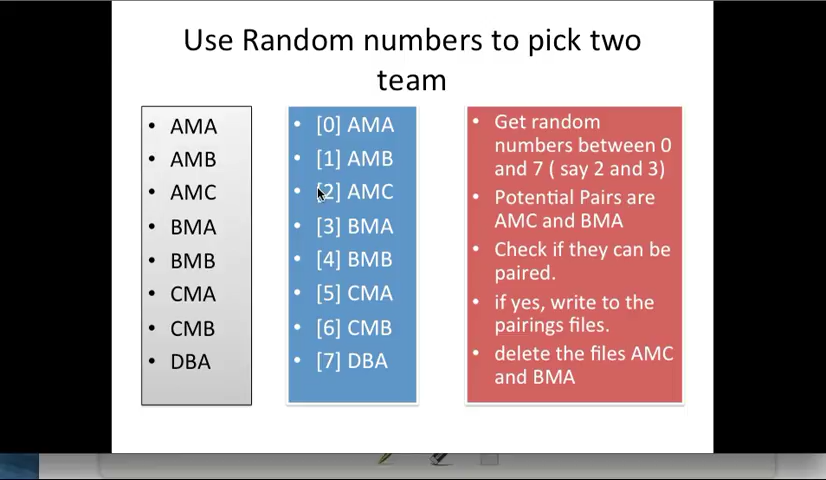 Use Random numbers to pick two
team
• AMA
• AMB
• AMC
• BMA
• BMB
• CMA
• CMB
• DBA
• [0] AMA
• [1] AMB
• [2] AMC
• [3] BMA
• [4] BMB
• [5] CMA
• [6] CMB
• [7] DBA
• Get random
numbers between 0
and 7 ( say 2 and 3)
• Potential Pairs are
AMC and BMA
• Check if they can be
paired.
• if yes, write to the
pairings files.
• delete the files AMC
and BMA